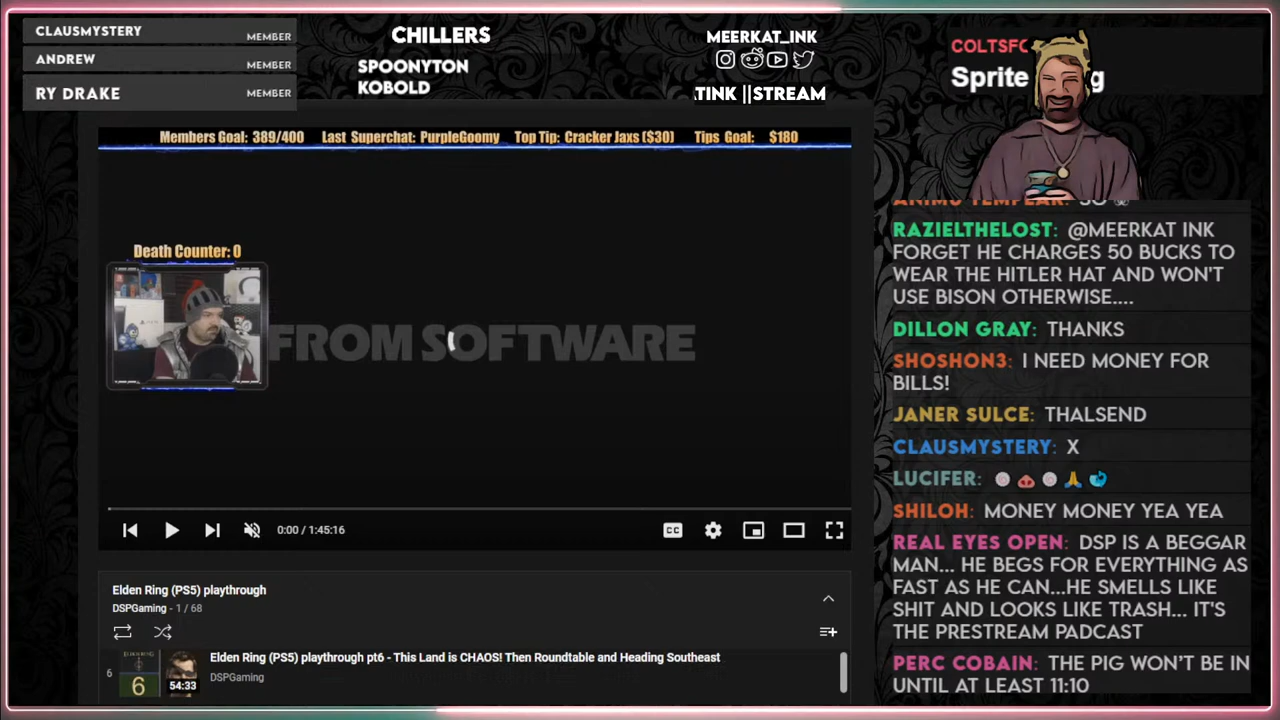 CLAUSMYSTERY MEMBER
ANDREW MEMBER
RY DRAKE MEMBER
CHILLERS
SPOONYTON
KOBOLD
MEERKAT_INK
TINK ||STREAM
COLTSFC
Sprite g
Members Goal: 389/400 Last Superchat: PurpleGoomy Top Tip: Cracker Jaxs ($30) Tips Goal: $180
Death Counter: 0
FROM SOFTWARE
0:00 / 1:45:16
CC
Elden Ring (PS5) playthrough
DSPGaming - 1 / 68
6
6
54:33
Elden Ring (PS5) playthrough pt6 - This Land is CHAOS! Then Roundtable and Heading Southeast
DSPGaming
ANIMU TEMPLAR: SO
RAZIELTHELOST: @MEERKAT INK
FORGET HE CHARGES 50 BUCKS TO
WEAR THE HITLER HAT AND WON'T
USE BISON OTHERWISE....
DILLON GRAY: THANKS
SHOSHON3: I NEED MONEY FOR
BILLS!
JANER SULCE: THALSEND
CLAUSMYSTERY: X
LUCIFER:
SHILOH: MONEY MONEY YEA YEA
REAL EYES OPEN: DSP IS A BEGGAR
MAN... HE BEGS FOR EVERYTHING AS
FAST AS HE CAN...HE SMELLS LIKE
SHIT AND LOOKS LIKE TRASH... IT'S
THE PRESTREAM PADCAST
PERC COBAIN: THE PIG WON'T BE IN
UNTIL AT LEAST 11:10